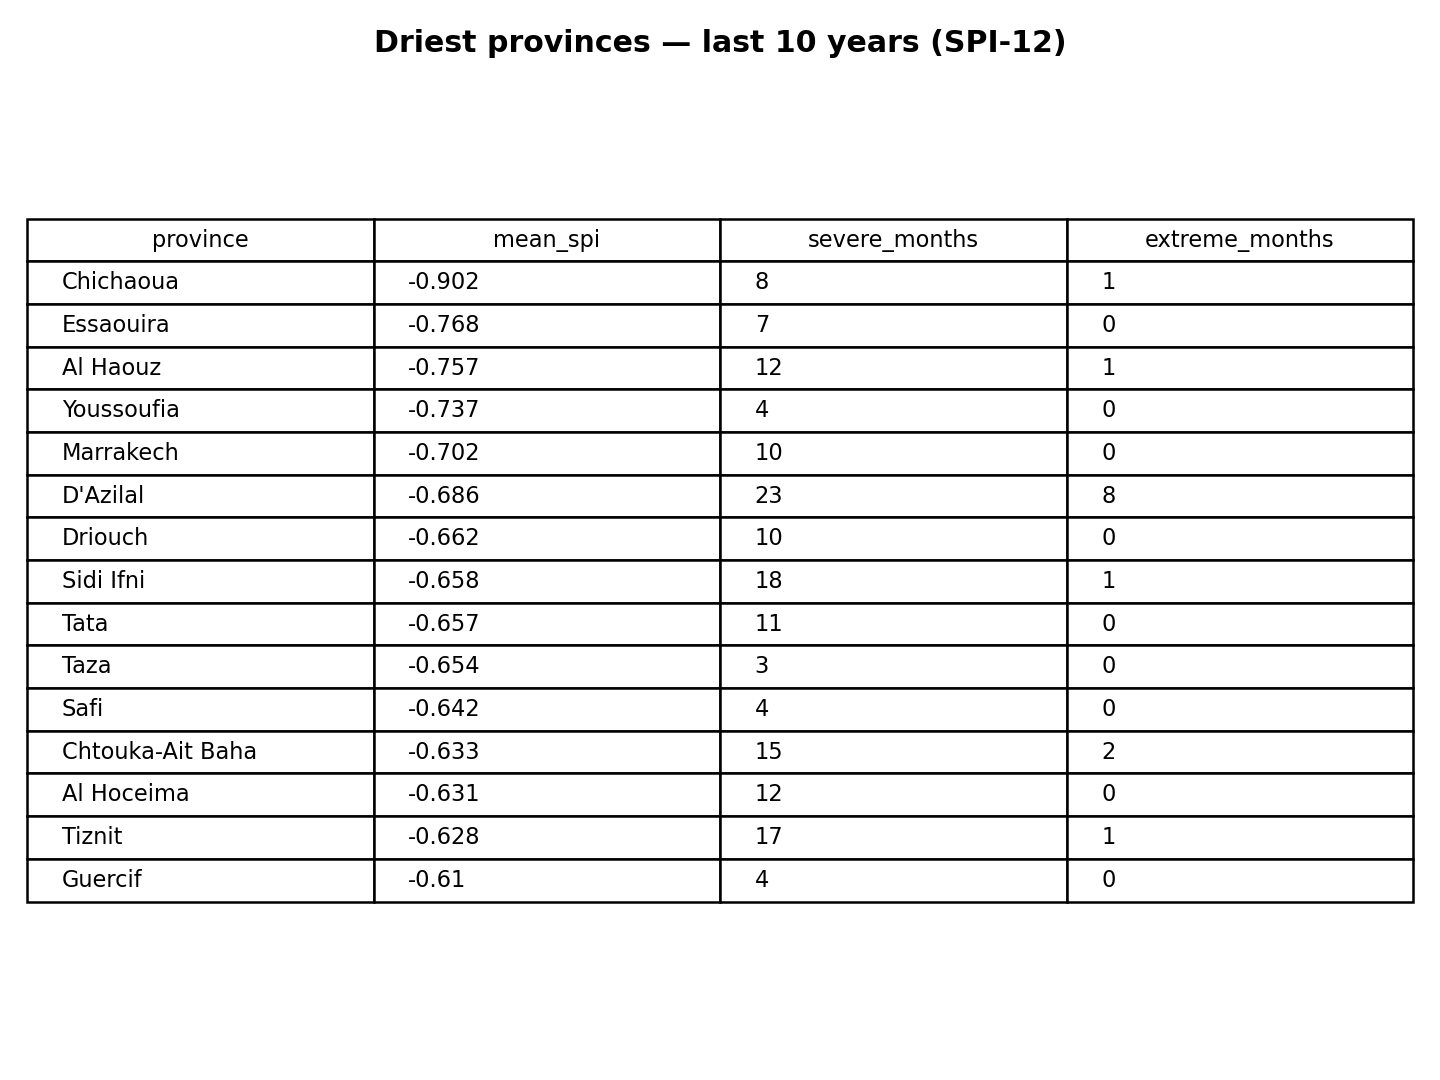 Driest provinces — last 10 years (SPI-12)
province mean_spi severe_months extreme_months
Chichaoua -0.902 8 1
Essaouira -0.768 7 0
Al Haouz -0.757 12 1
Youssoufia -0.737 4 0
Marrakech -0.702 10 0
D'Azilal -0.686 23 8
Driouch -0.662 10 0
Sidi Ifni -0.658 18 1
Tata -0.657 11 0
Taza -0.654 3 0
Safi -0.642 4 0
Chtouka-Ait Baha -0.633 15 2
Al Hoceima -0.631 12 0
Tiznit -0.628 17 1
Guercif -0.61 4 0